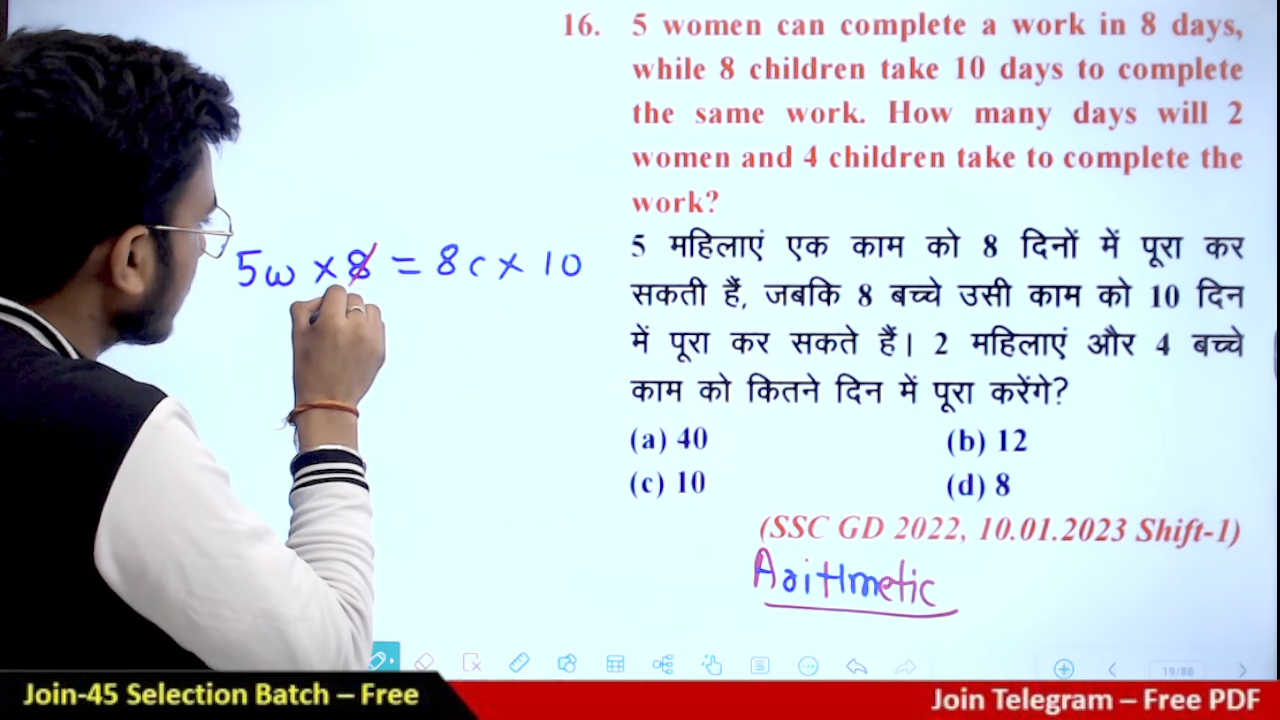 16. 5 women can complete a work in 8 days,
while 8 children take 10 days to complete
the same work. How many days will 2
women and 4 children take to complete the
work?
5 महिलाएं एक काम को 8 दिनों में पूरा कर
सकती हैं, जबकि 8 बच्चे उसी काम को 10 दिन
में पूरा कर सकते हैं। 2 महिलाएं और 4 बच्चे
काम को कितने दिन में पूरा करेंगे?
(a) 40 (b) 12
(c) 10 (d) 8
(SSC GD 2022, 10.01.2023 Shift-1)
Arithmetic
5w × 8 = 8c × 10
19/88
Join-45 Selection Batch – Free
Join Telegram – Free PDF